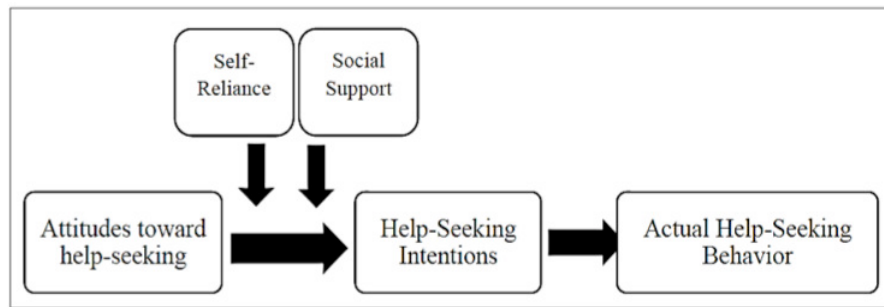 Self-
Reliance
Social
Support
Attitudes toward
help-seeking
Help-Seeking
Intentions
Actual Help-Seeking
Behavior